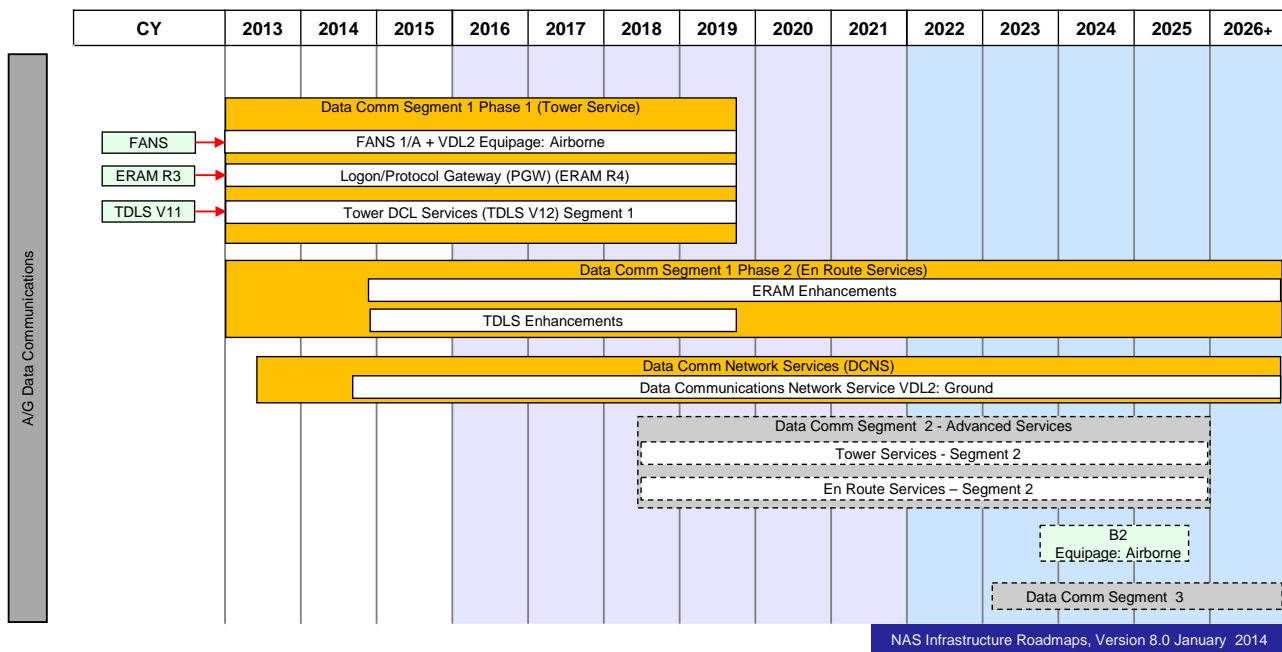 CY 2013 2014 2015 2016 2017 2018 2019 2020 2021 2022 2023 2024 2025 2026+
A/G Data Communications
Data Comm Segment 1 Phase 1 (Tower Service)
FANS
FANS 1/A + VDL2 Equipage: Airborne
ERAM R3
Logon/Protocol Gateway (PGW) (ERAM R4)
TDLS V11
Tower DCL Services (TDLS V12) Segment 1
Data Comm Segment 1 Phase 2 (En Route Services)
ERAM Enhancements
TDLS Enhancements
Data Comm Network Services (DCNS)
Data Communications Network Service VDL2: Ground
Data Comm Segment 2 - Advanced Services
Tower Services - Segment 2
En Route Services – Segment 2
B2
Equipage: Airborne
Data Comm Segment 3
NAS Infrastructure Roadmaps, Version 8.0 January 2014